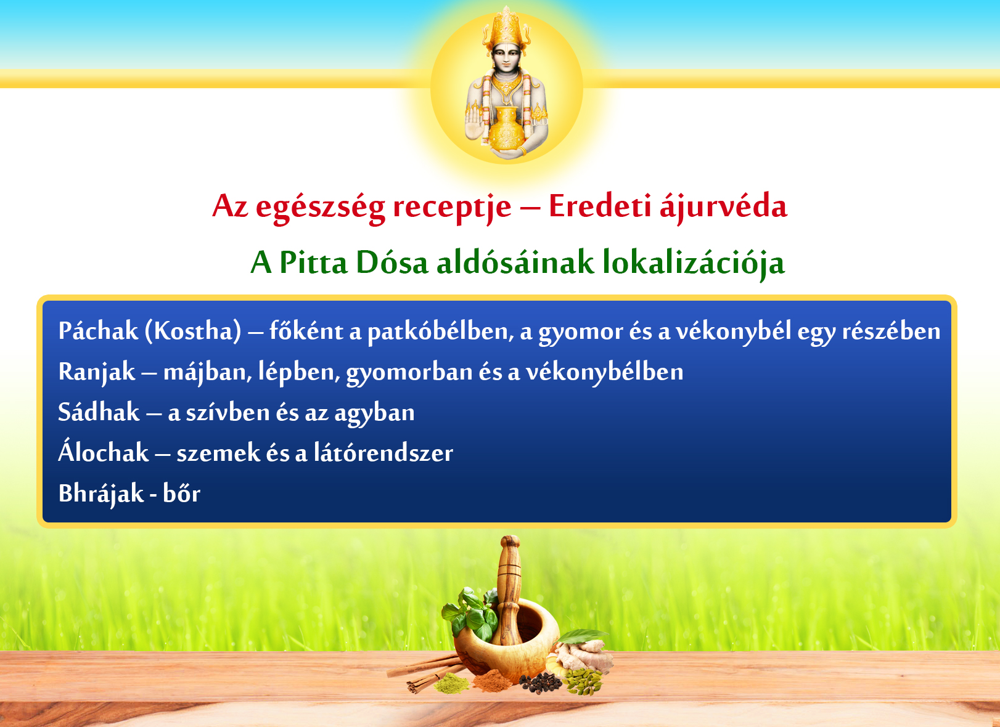 Az egészség receptje – Eredeti ájurvéda
A Pitta Dósa aldósáinak lokalizációja
Páchak (Kostha) – főként a patkóbélben, a gyomor és a vékonybél egy részében
Ranjak – májban, lépben, gyomorban és a vékonybélben
Sádhak – a szívben és az agyban
Álochak – szemek és a látórendszer
Bhrájak - bőr